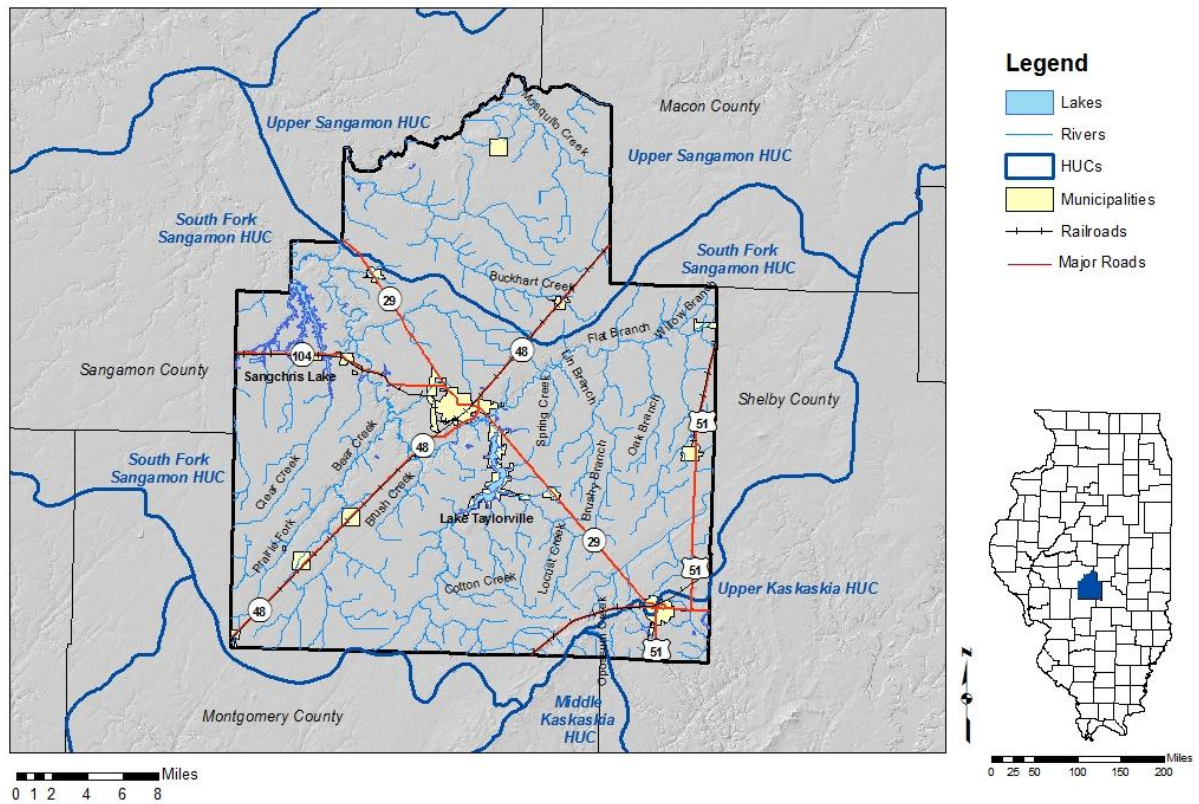 Mosquito Creek
Macon County
Upper Sangamon HUC
Upper Sangamon HUC
South Fork
Sangamon HUC
South Fork
Sangamon HUC
Buckhart Creek
29
Willow Branch
Flat Branch
48
104
Sangamon County
Sangchris Lake
Lin Branch
Spring Creek
Shelby County
Oak Branch
51
Bear Creek
48
South Fork
Sangamon HUC
Clear Creek
Brush Creek
Brushy Branch
Lake Taylorville
Prairie Fork
29
Locust Creek
Cotton Creek
51
Upper Kaskaskia HUC
48
Opossum Creek
51
Montgomery County
Middle
Kaskaskia
HUC
Miles
0 1 2 4 6 8
Legend
Lakes
Rivers
HUCs
Municipalities
Railroads
Major Roads
N
Miles
0 25 50 100 150 200